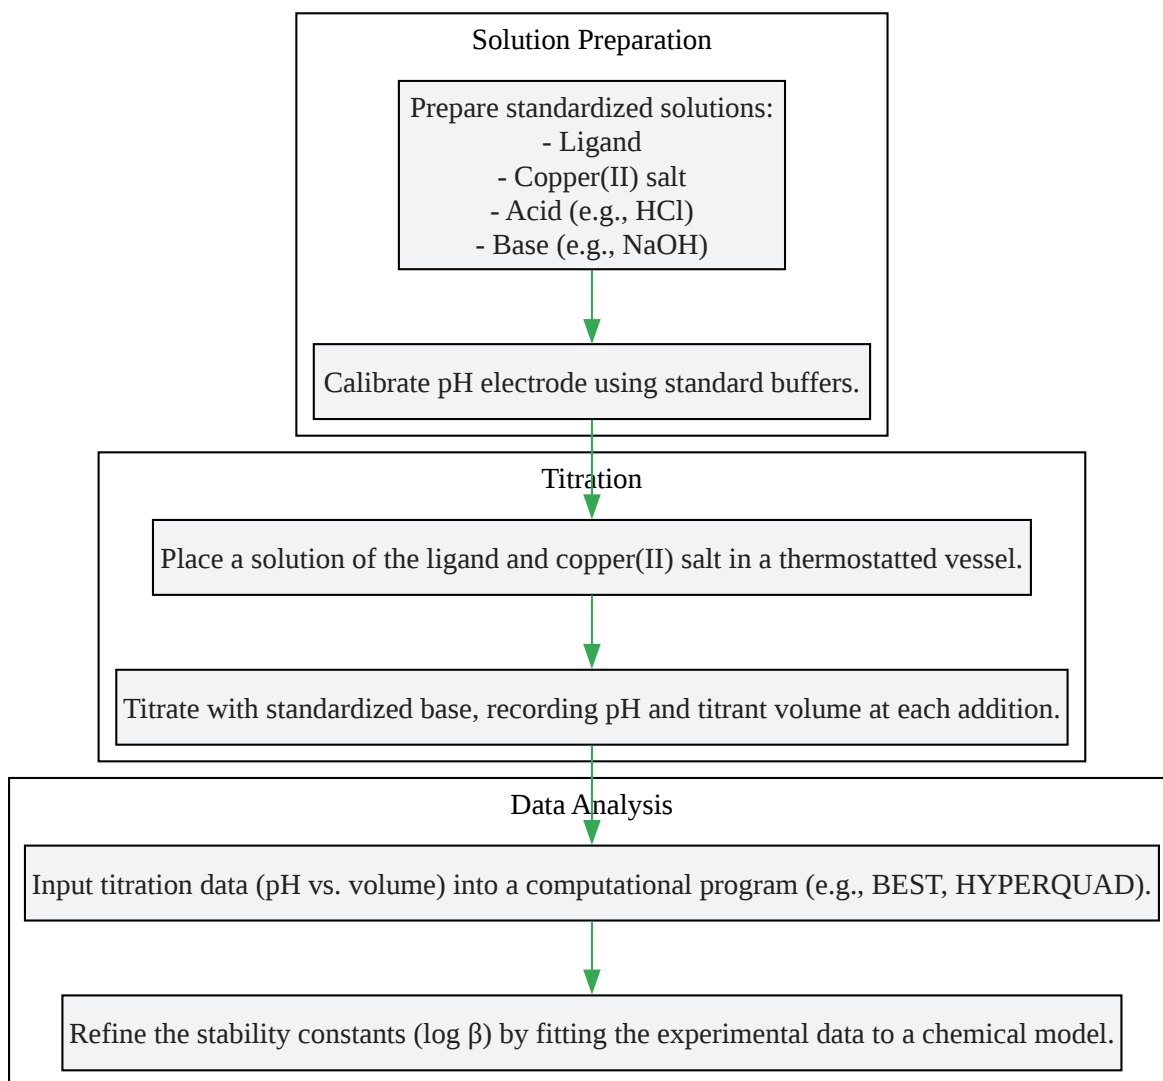 Solution Preparation
Prepare standardized solutions:
- Ligand
- Copper(II) salt
- Acid (e.g., HCl)
- Base (e.g., NaOH)
Calibrate pH electrode using standard buffers.
Titration
Place a solution of the ligand and copper(II) salt in a thermostatted vessel.
Titrate with standardized base, recording pH and titrant volume at each addition.
Data Analysis
Input titration data (pH vs. volume) into a computational program (e.g., BEST, HYPERQUAD).
Refine the stability constants (log β) by fitting the experimental data to a chemical model.